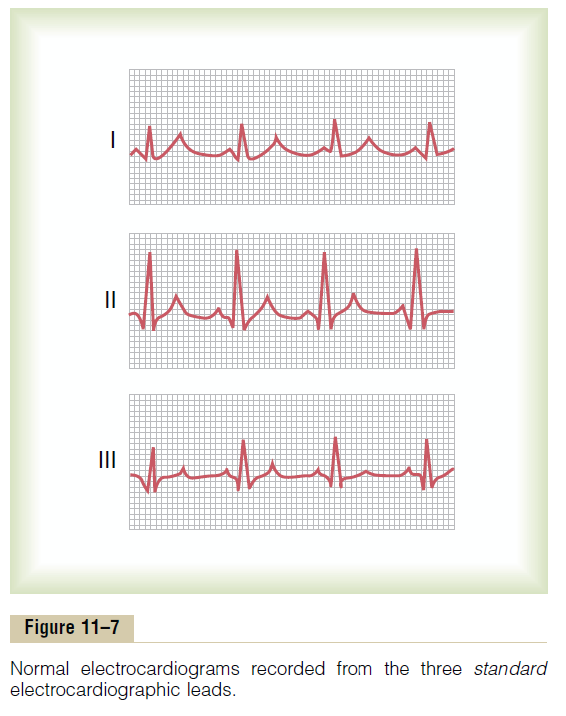 I
II
III
Figure 11–7
Normal electrocardiograms recorded from the three standard
electrocardiographic leads.